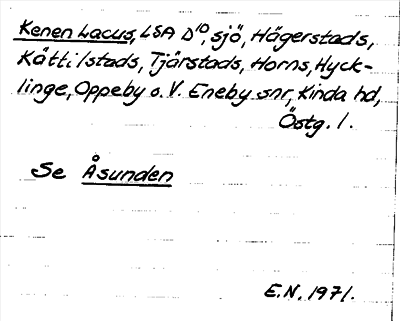 Kenen Lacus, LSA D10, sjö, Hägerstads,
Kättilstads, Tjärstads, Horns, Hyck-
linge, Oppeby o. V. Eneby snr, Kinda hd,
Östg. l.
Se Åsunden
E.N. 1971.